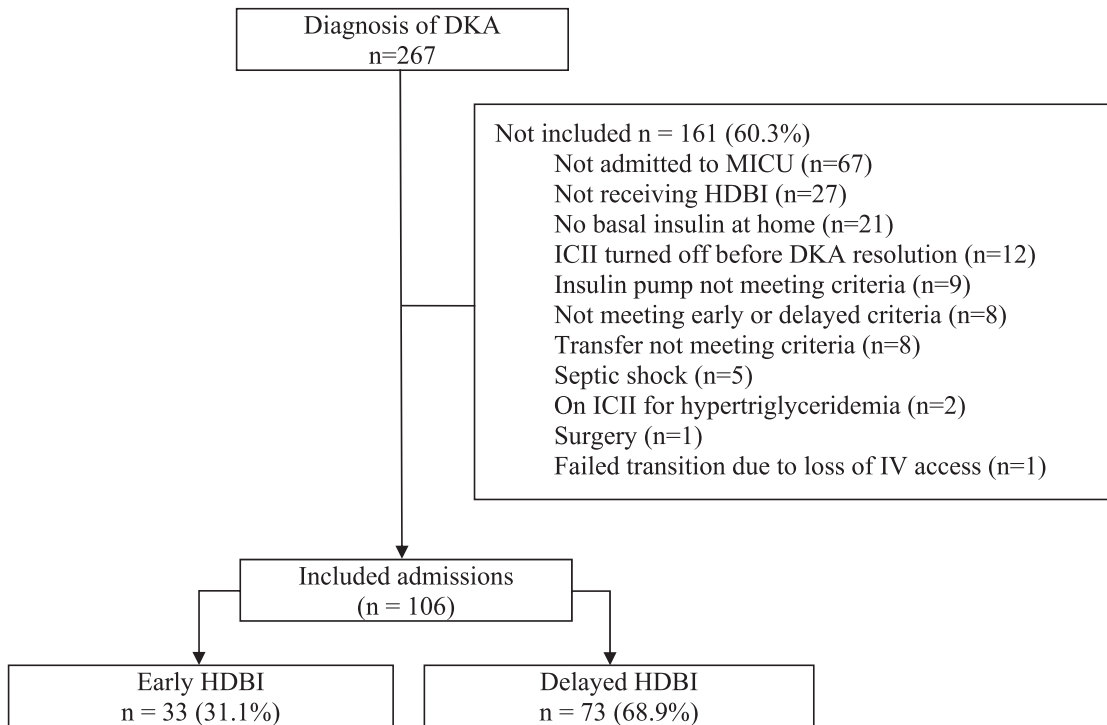 Diagnosis of DKA
n=267
Not included n = 161 (60.3%)
Not admitted to MICU (n=67)
Not receiving HDBI (n=27)
No basal insulin at home (n=21)
ICII turned off before DKA resolution (n=12)
Insulin pump not meeting criteria (n=9)
Not meeting early or delayed criteria (n=8)
Transfer not meeting criteria (n=8)
Septic shock (n=5)
On ICII for hypertriglyceridemia (n=2)
Surgery (n=1)
Failed transition due to loss of IV access (n=1)
Included admissions
(n = 106)
Early HDBI
n = 33 (31.1%)
Delayed HDBI
n = 73 (68.9%)